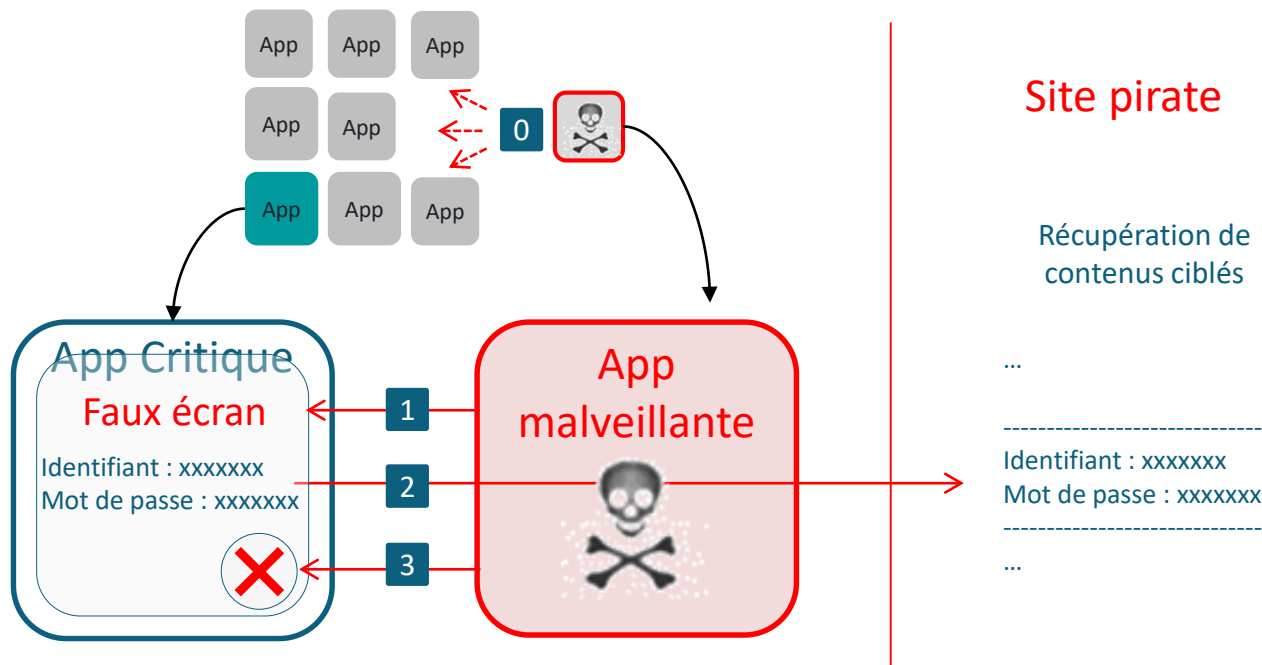 App
App
App
App
App
0
App
App
App
Site pirate
Récupération de
contenus ciblés
App Critique
Faux écran
Identifiant : xxxxxxx
Mot de passe : xxxxxxx
1
2
3
App
malveillante
...
------------------------------
Identifiant : xxxxxxx
Mot de passe : xxxxxxx
------------------------------
...